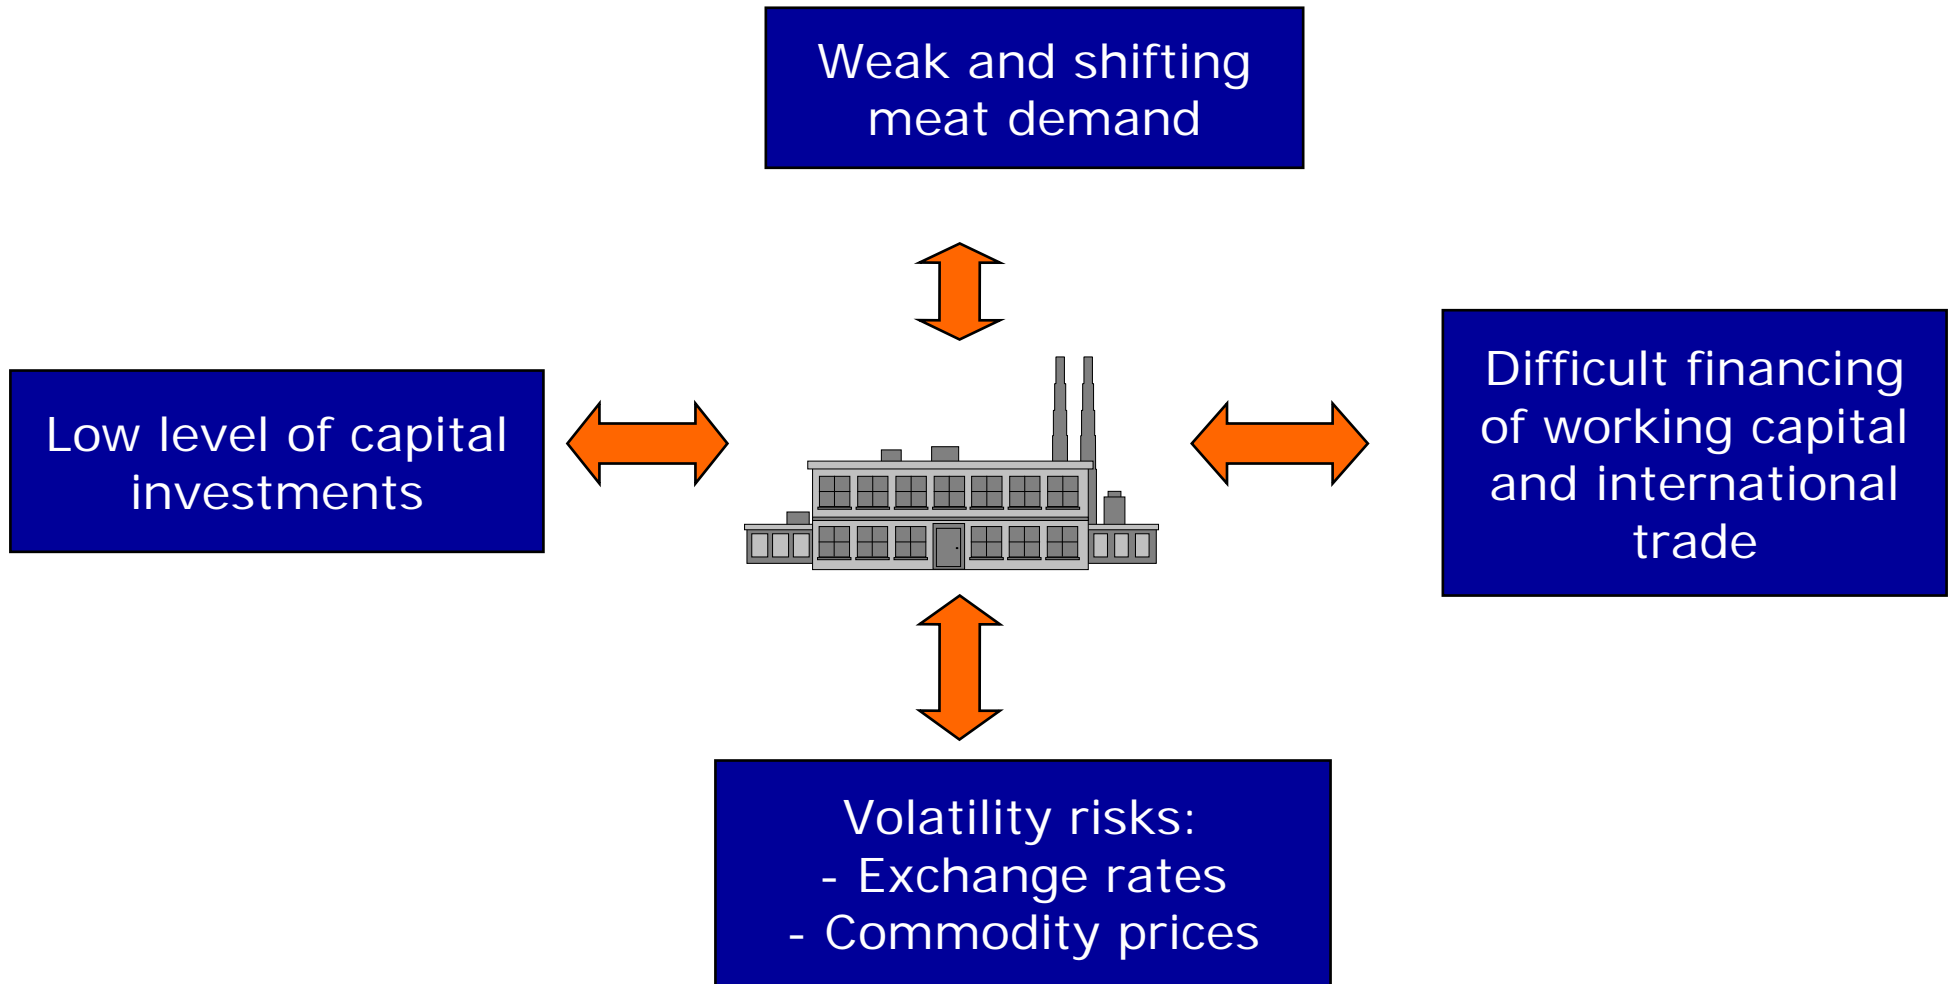 Weak and shifting
meat demand
Low level of capital
investments
Difficult financing
of working capital
and international
trade
Volatility risks:
- Exchange rates
- Commodity prices